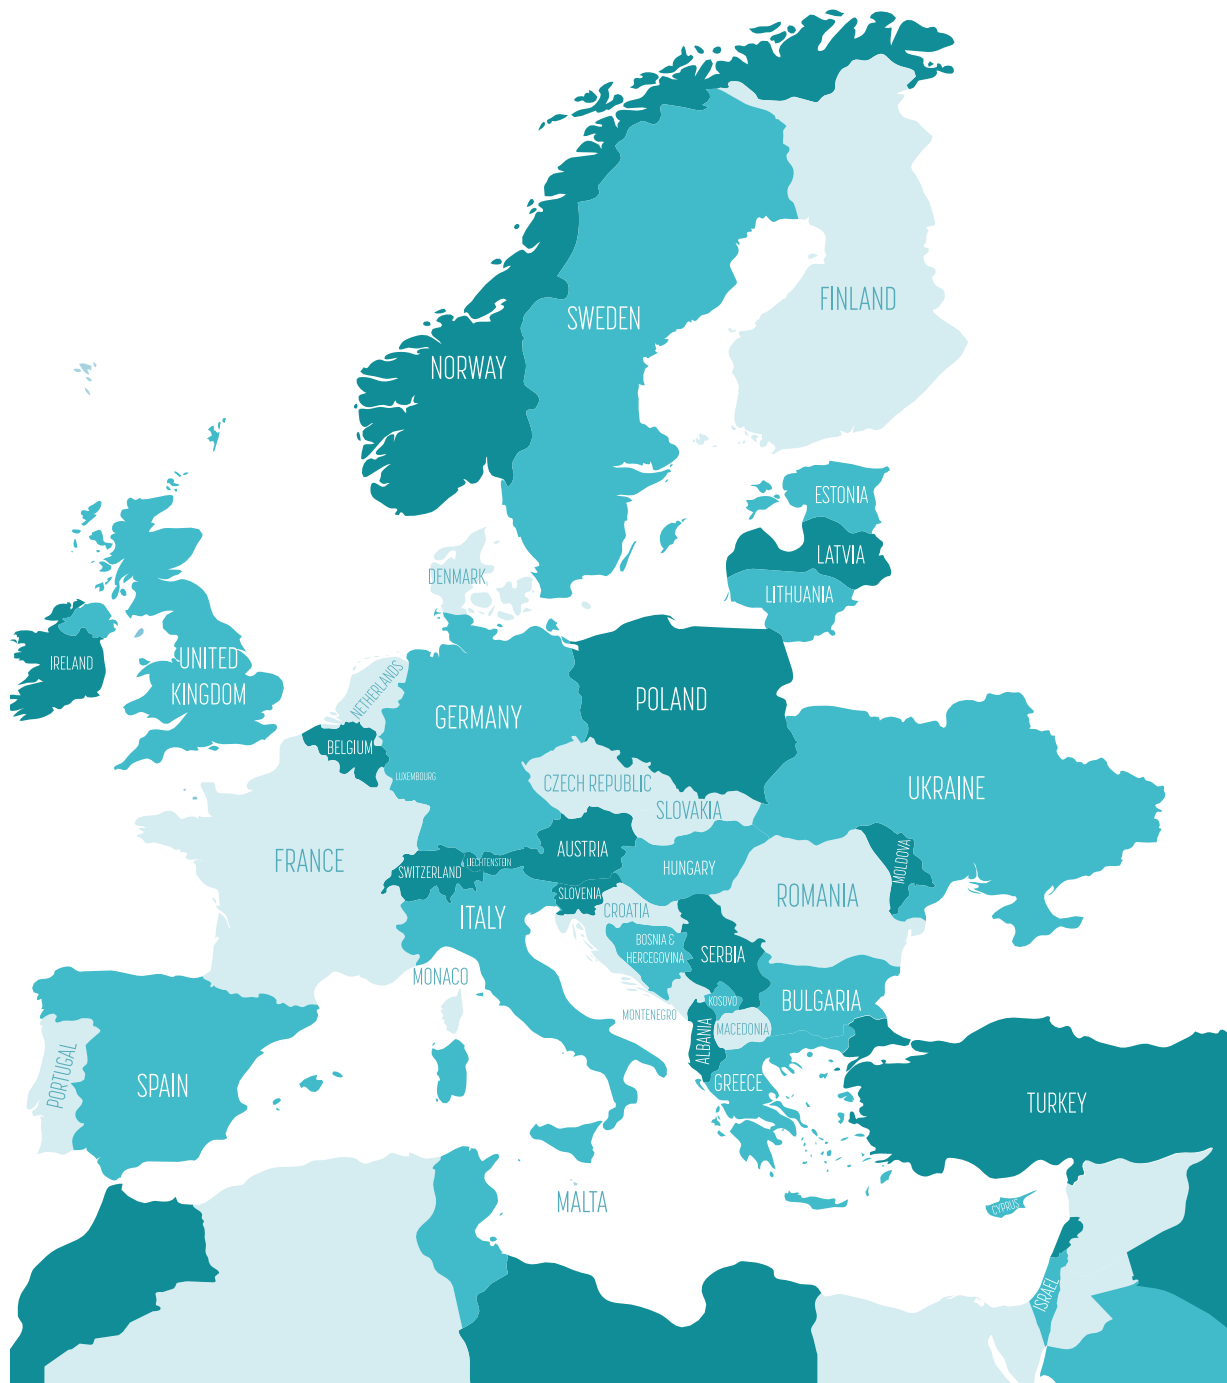 FINLAND
SWEDEN
NORWAY
ESTONIA
LATVIA
DENMARK
LITHUANIA
UNITED
KINGDOM
IRELAND
NETHERLANDS
POLAND
GERMANY
BELGIUM
LUXEMBOURG
CZECH REPUBLIC
UKRAINE
SLOVAKIA
FRANCE
AUSTRIA
SWITZERLAND
LIECHTENSTEIN
HUNGARY
MOLDOVA
SLOVENIA
ROMANIA
CROATIA
ITALY
BOSNIA &
HERCEGOVINA
SERBIA
MONACO
KOSOVO
BULGARIA
MONTENEGRO
MACEDONIA
ALBANIA
PORTUGAL
SPAIN
GREECE
TURKEY
MALTA
CYPRUS
ISRAEL